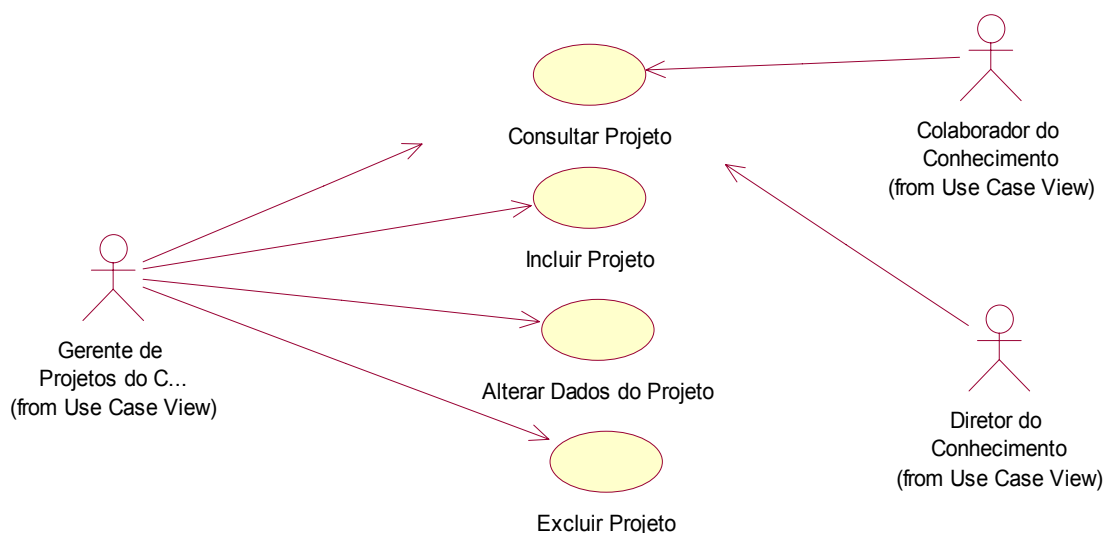 Consultar Projeto
Colaborador do
Conhecimento
(from Use Case View)
Incluir Projeto
Gerente de
Projetos do C...
(from Use Case View)
Alterar Dados do Projeto
Diretor do
Conhecimento
(from Use Case View)
Excluir Projeto